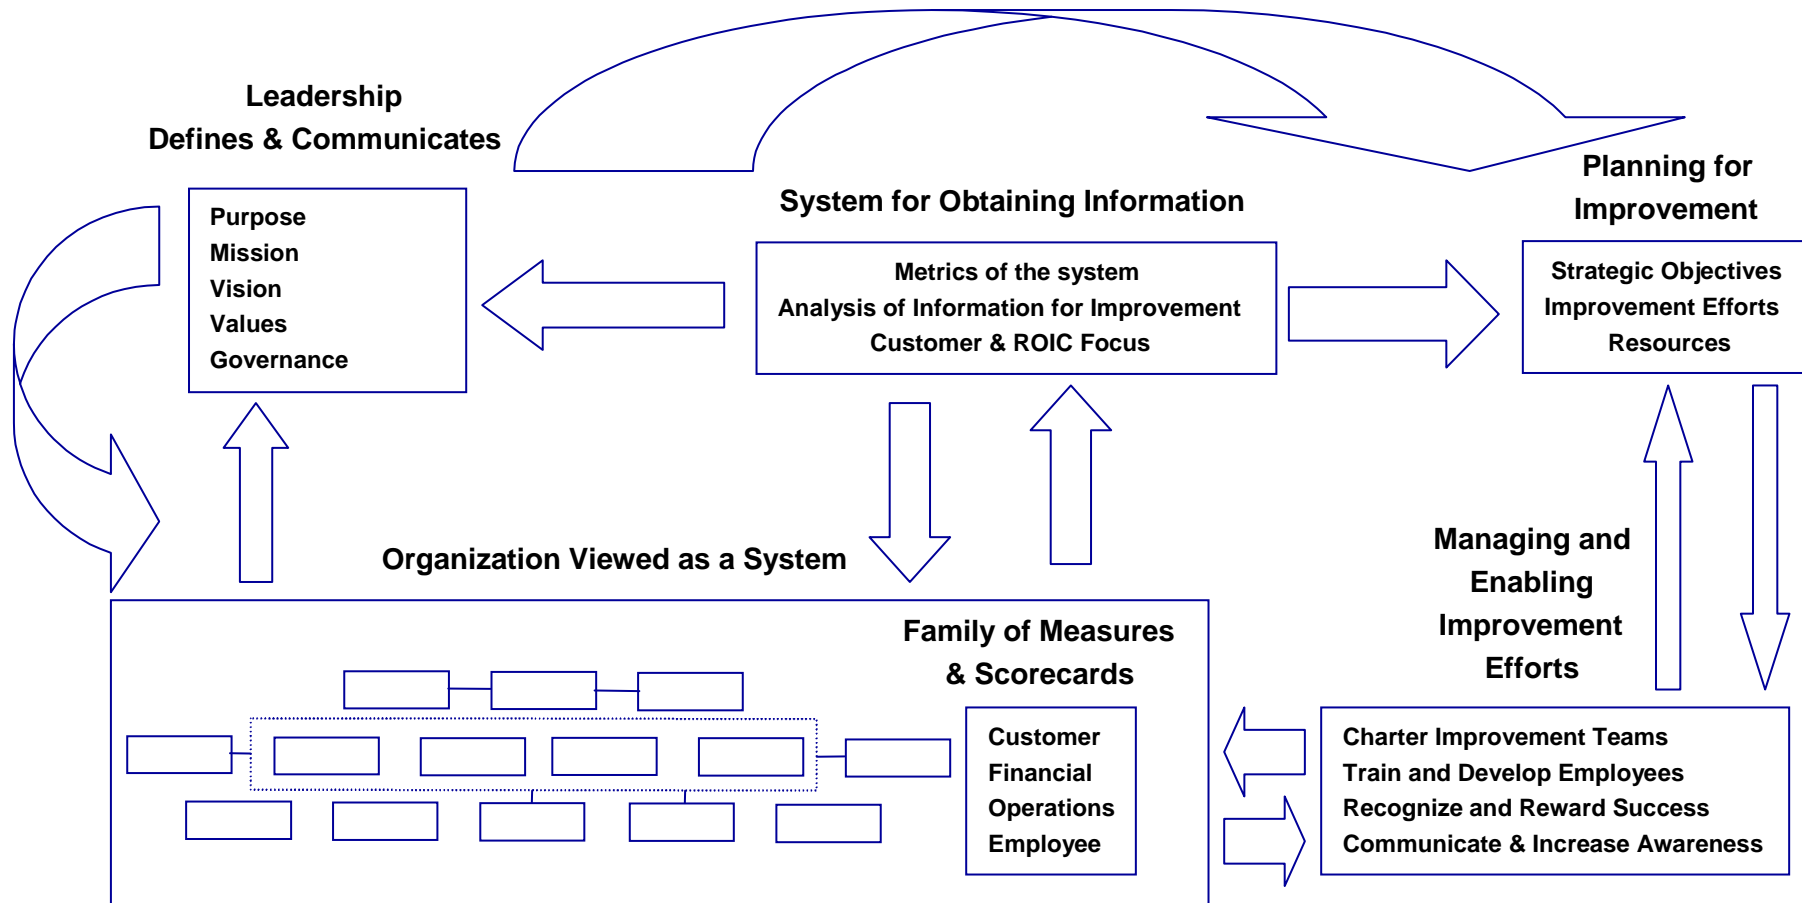 Leadership
Defines & Communicates
Purpose
Mission
Vision
Values
Governance
System for Obtaining Information
Metrics of the system
Analysis of Information for Improvement
Customer & ROIC Focus
Planning for
Improvement
Strategic Objectives
Improvement Efforts
Resources
Organization Viewed as a System
Family of Measures
& Scorecards
Customer
Financial
Operations
Employee
Managing and
Enabling
Improvement
Efforts
Charter Improvement Teams
Train and Develop Employees
Recognize and Reward Success
Communicate & Increase Awareness